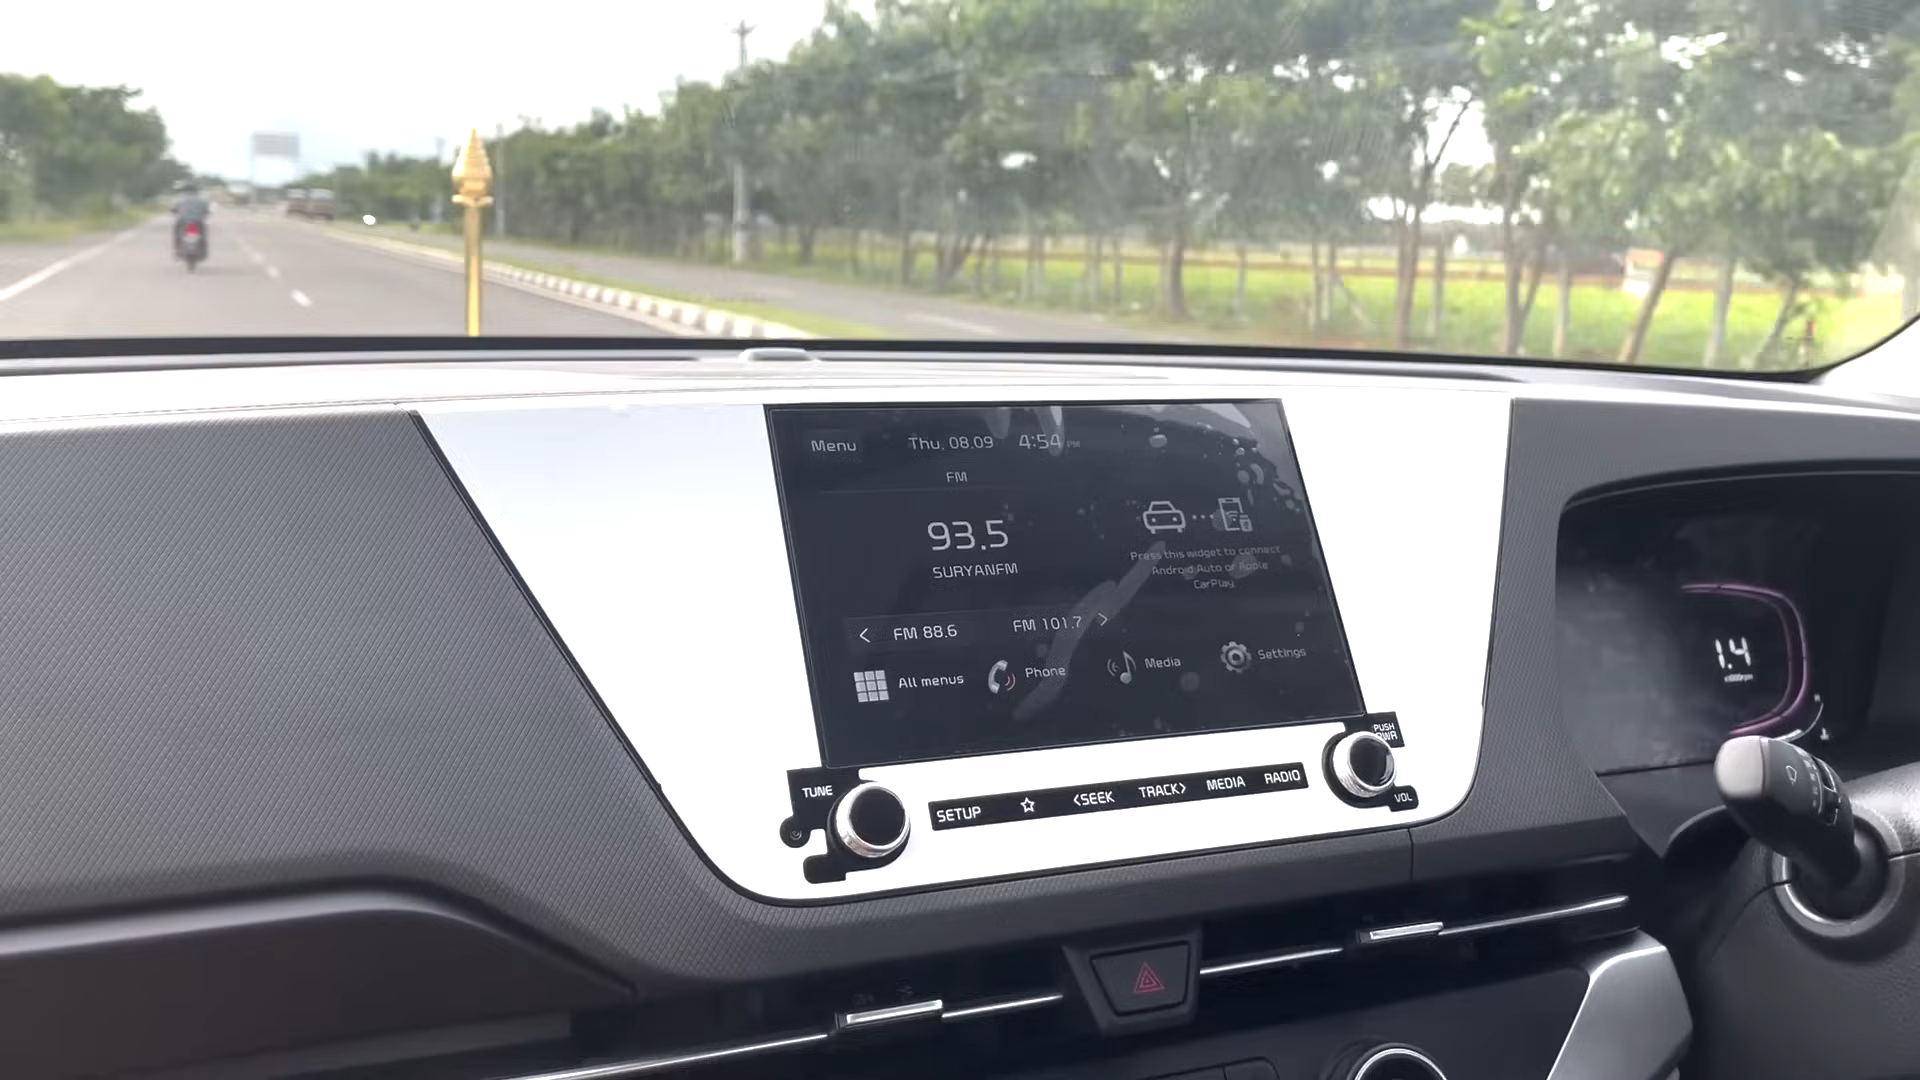 Menu Thu, 08.09 4:54 PM
FM
93.5
SURYANFM
Press this widget to connect
Android Auto or Apple
CarPlay.
< FM 88.6 FM 101.7 >
All menus Phone Media Settings
PUSH
PWR
TUNE
SETUP ☆ <SEEK TRACK> MEDIA RADIO
VOL
1.4
x1000rpm